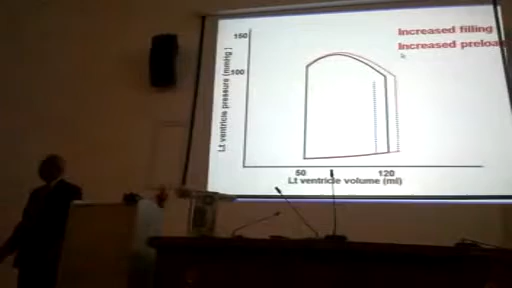 Increased filling
Increased preload
150
100
Lt ventricle pressure (mmHg)
50
120
Lt ventricle volume (ml)